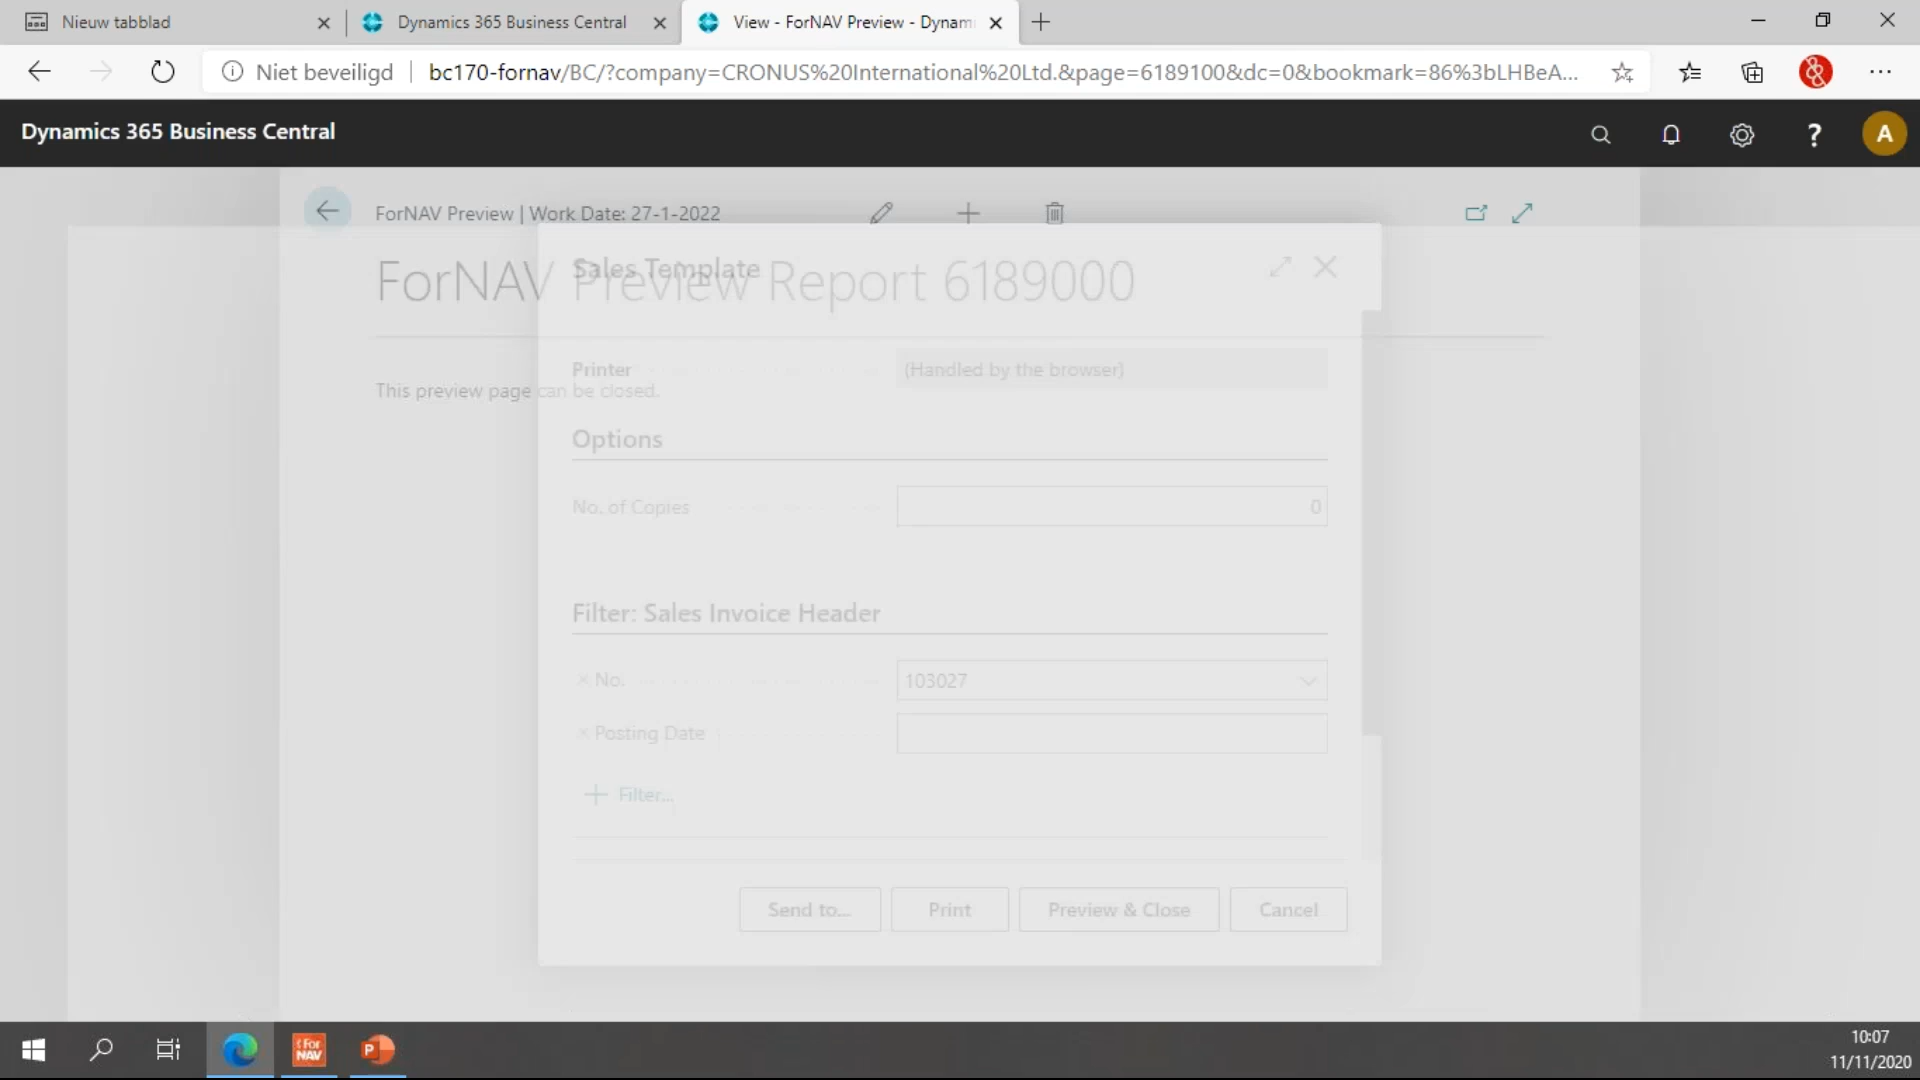 Nieuw tabblad
Dynamics 365 Business Central
View - ForNAV Preview - Dynam
Niet beveiligd
bc170-fornav/BC/?company=CRONUS%20International%20Ltd.&page=6189100&dc=0&bookmark=86%3bLHBeA...
Dynamics 365 Business Central
?
A
ForNAV Preview | Work Date: 27-1-2022
ForNAV Preview Report 6189000
Sales Template
Printer
(Handled by the browser)
This preview page can be closed.
Options
No. of Copies
0
Filter: Sales Invoice Header
× No.
103027
× Posting Date
+ Filter...
Send to...
Print
Preview & Close
Cancel
For
NAV
P
10:07
11/11/2020